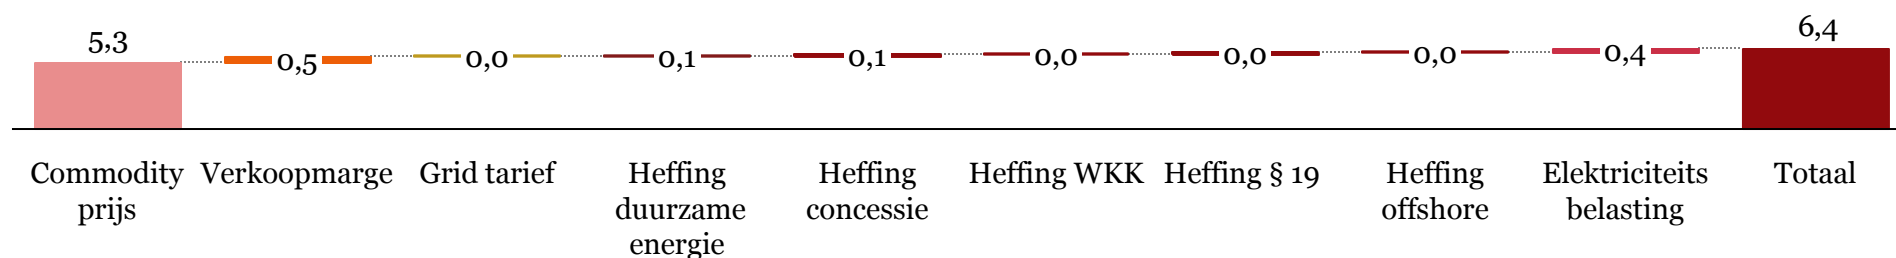 5,3
0,5
0,0
0,1
0,1
0,0
0,0
0,0
0,4
6,4
Commodity
prijs
Verkoopmarge
Grid tarief
Heffing
duurzame
energie
Heffing
concessie
Heffing WKK
Heffing § 19
Heffing
offshore
Elektriciteits
belasting
Totaal